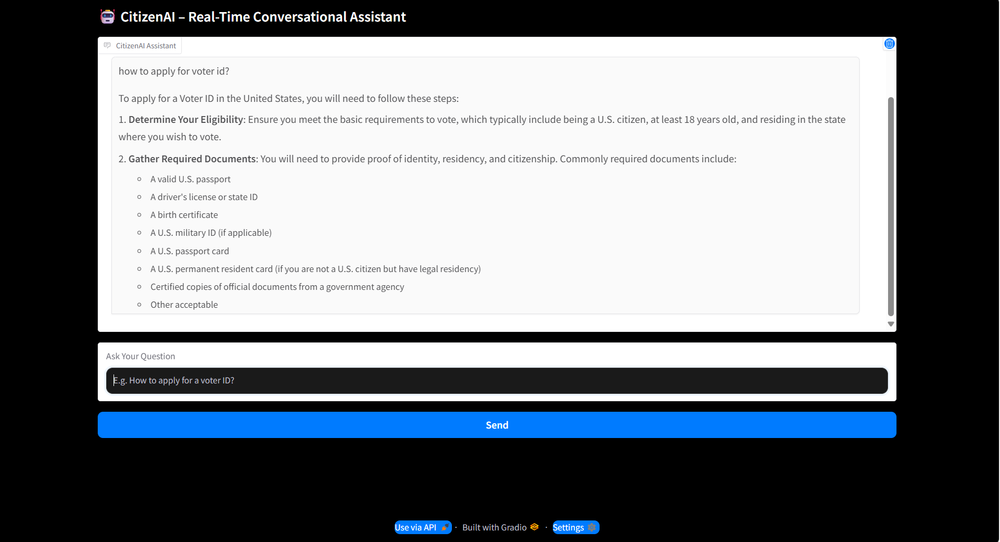 CitizenAI – Real-Time Conversational Assistant
CitizenAI Assistant
how to apply for voter id?
To apply for a Voter ID in the United States, you will need to follow these steps:
1. Determine Your Eligibility: Ensure you meet the basic requirements to vote, which typically include being a U.S. citizen, at least 18 years old, and residing in the state
where you wish to vote.
2. Gather Required Documents: You will need to provide proof of identity, residency, and citizenship. Commonly required documents include:
A valid U.S. passport
A driver's license or state ID
A birth certificate
A U.S. military ID (if applicable)
A U.S. passport card
A U.S. permanent resident card (if you are not a U.S. citizen but have legal residency)
Certified copies of official documents from a government agency
Other acceptable
Ask Your Question
E.g. How to apply for a voter ID?
Send
Use via API · Built with Gradio · Settings